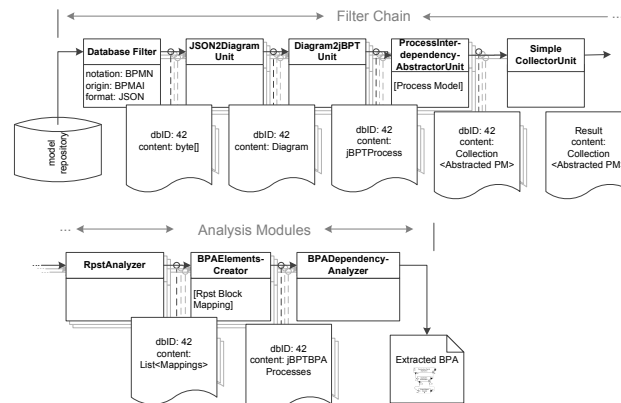 Filter Chain
...
Database Filter
notation: BPMN
origin: BPMAI
format: JSON
JSON2Diagram
Unit
Diagram2jBPT
Unit
ProcessInter-
dependency-
AbstractorUnit
[Process Model]
Simple
CollectorUnit
model
repository
dbID: 42
content: byte[]
dbID: 42
content: Diagram
dbID: 42
content:
jBPTProcess
dbID: 42
content:
Collection
<Abstracted PM>
Result
content:
Collection
<Abstracted PM>
...
Analysis Modules
...
RpstAnalyzer
BPAElements-
Creator
[Rpst Block
Mapping]
BPADependency-
Analyzer
dbID: 42
content:
List<Mappings>
dbID: 42
content: jBPTBPA
Processes
Extracted BPA